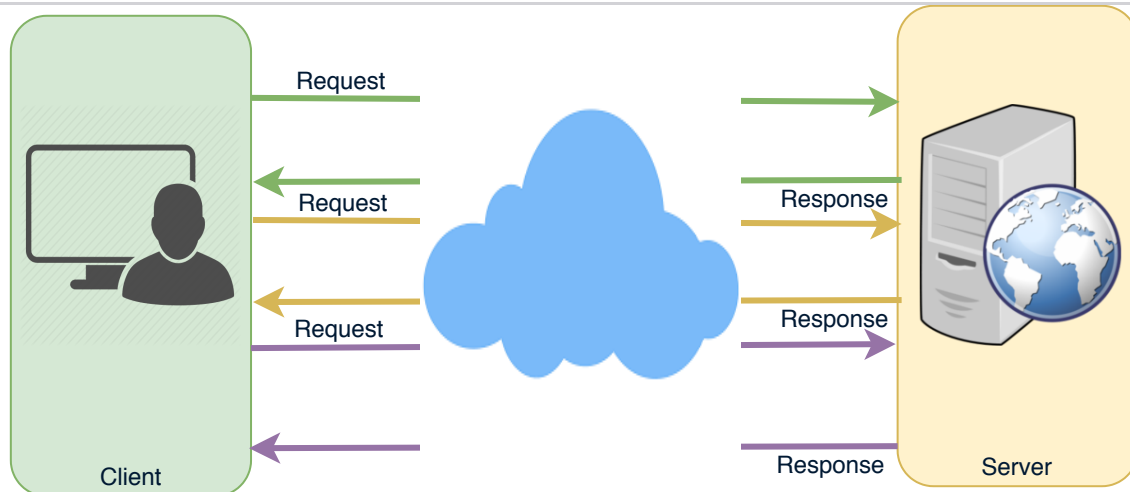 Request
Request
Response
Request
Response
Response
Client
Server